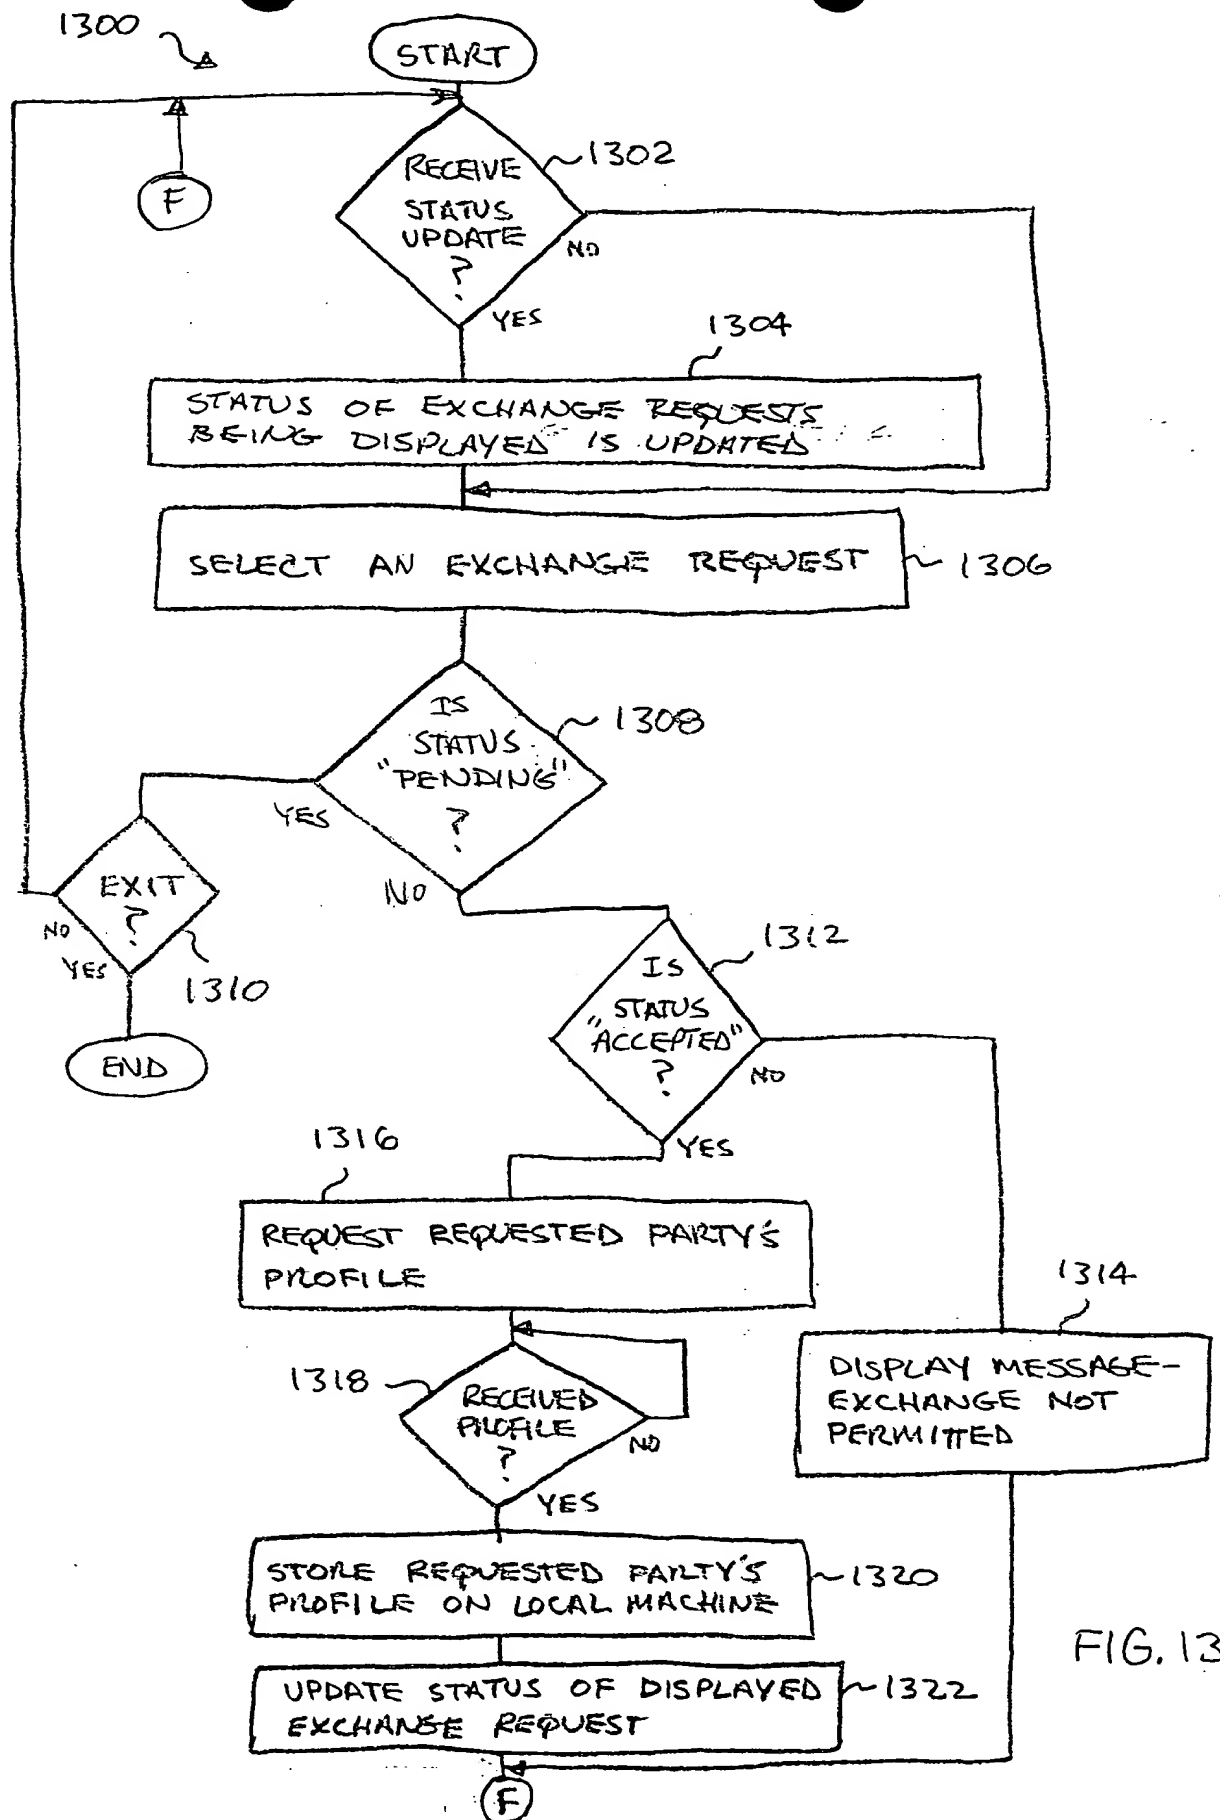 1300
START
F
RECEIVE
STATUS
UPDATE
?
1302
NO
YES
1304
STATUS OF EXCHANGE REQUESTS
BEING DISPLAYED IS UPDATED
SELECT AN EXCHANGE REQUEST
1306
IS
STATUS
"PENDING"
?
1308
YES
NO
EXIT
?
NO
YES
1310
END
IS
STATUS
"ACCEPTED"
?
1312
NO
YES
1316
REQUEST REQUESTED PARTY'S
PROFILE
1314
DISPLAY MESSAGE-
EXCHANGE NOT
PERMITTED
1318
RECEIVED
PROFILE
?
NO
YES
STORE REQUESTED PARTY'S
PROFILE ON LOCAL MACHINE
1320
UPDATE STATUS OF DISPLAYED
EXCHANGE REQUEST
1322
F
FIG. 13